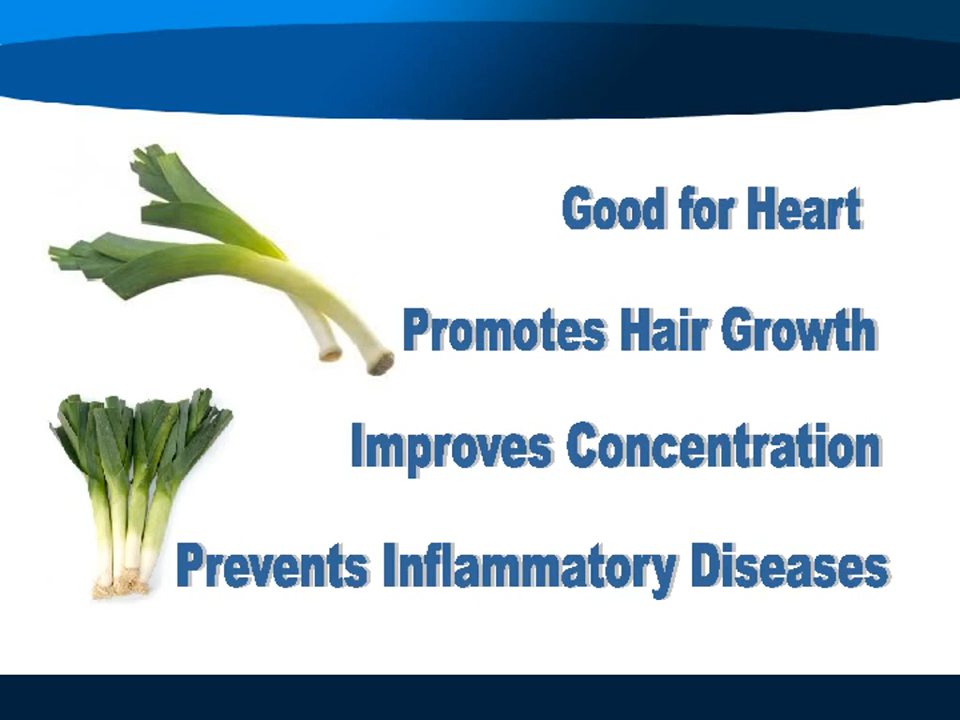 Good for Heart
Promotes Hair Growth
Improves Concentration
Prevents Inflammatory Diseases